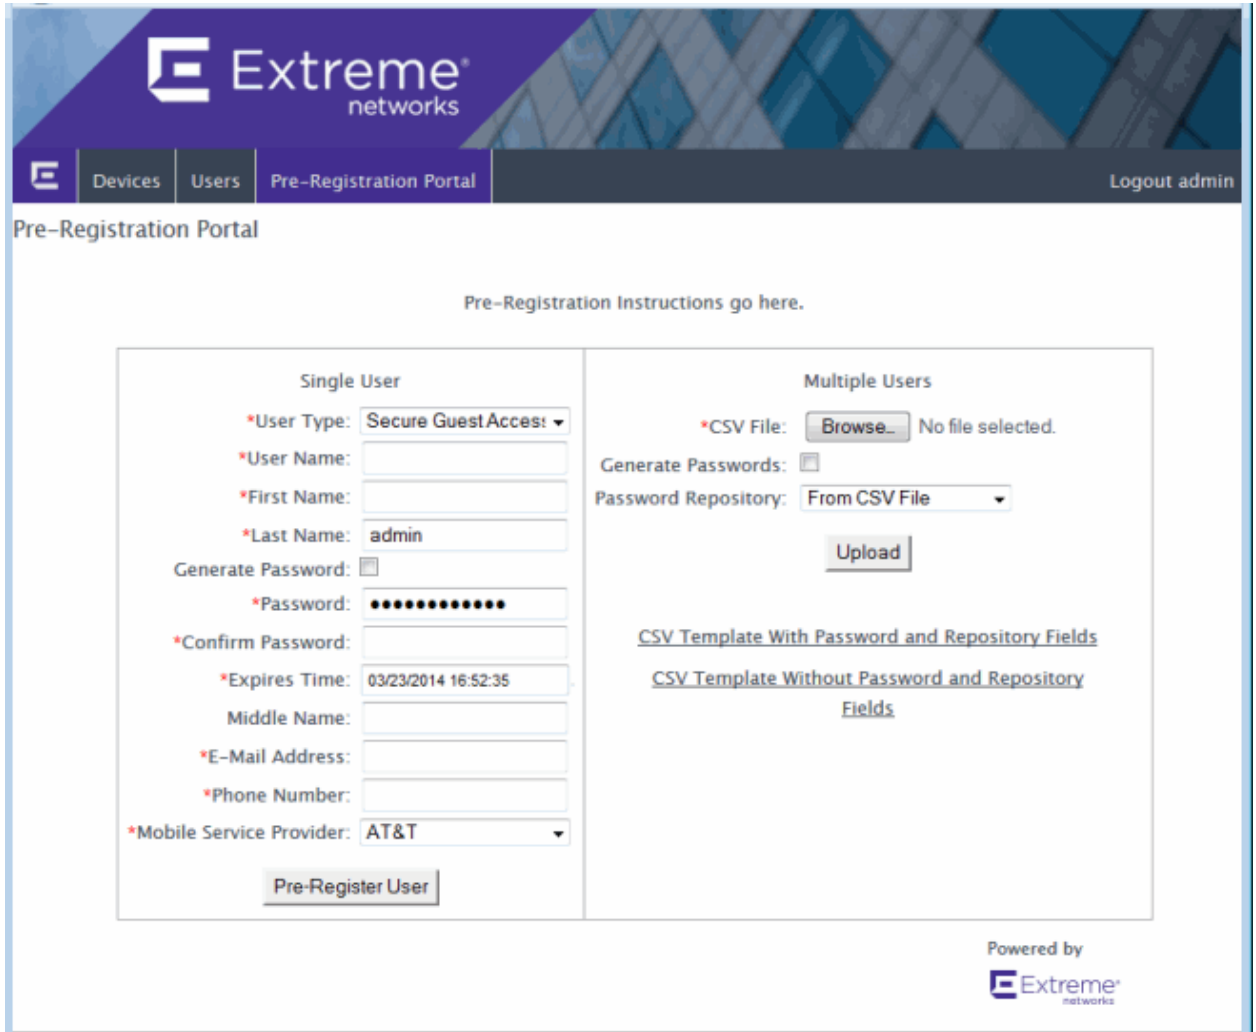 Extreme®
networks
Devices Users Pre-Registration Portal Logout admin
Pre-Registration Portal
Pre-Registration Instructions go here.
Single User
*User Type: Secure Guest Access
*User Name:
*First Name:
*Last Name: admin
Generate Password:
*Password: ●●●●●●●●●●●●
*Confirm Password:
*Expires Time: 03/23/2014 16:52:35
Middle Name:
*E-Mail Address:
*Phone Number:
*Mobile Service Provider: AT&T
Pre-Register User
Multiple Users
*CSV File: Browse... No file selected.
Generate Passwords:
Password Repository: From CSV File
Upload
CSV Template With Password and Repository Fields
CSV Template Without Password and Repository
Fields
Powered by
Extreme
networks